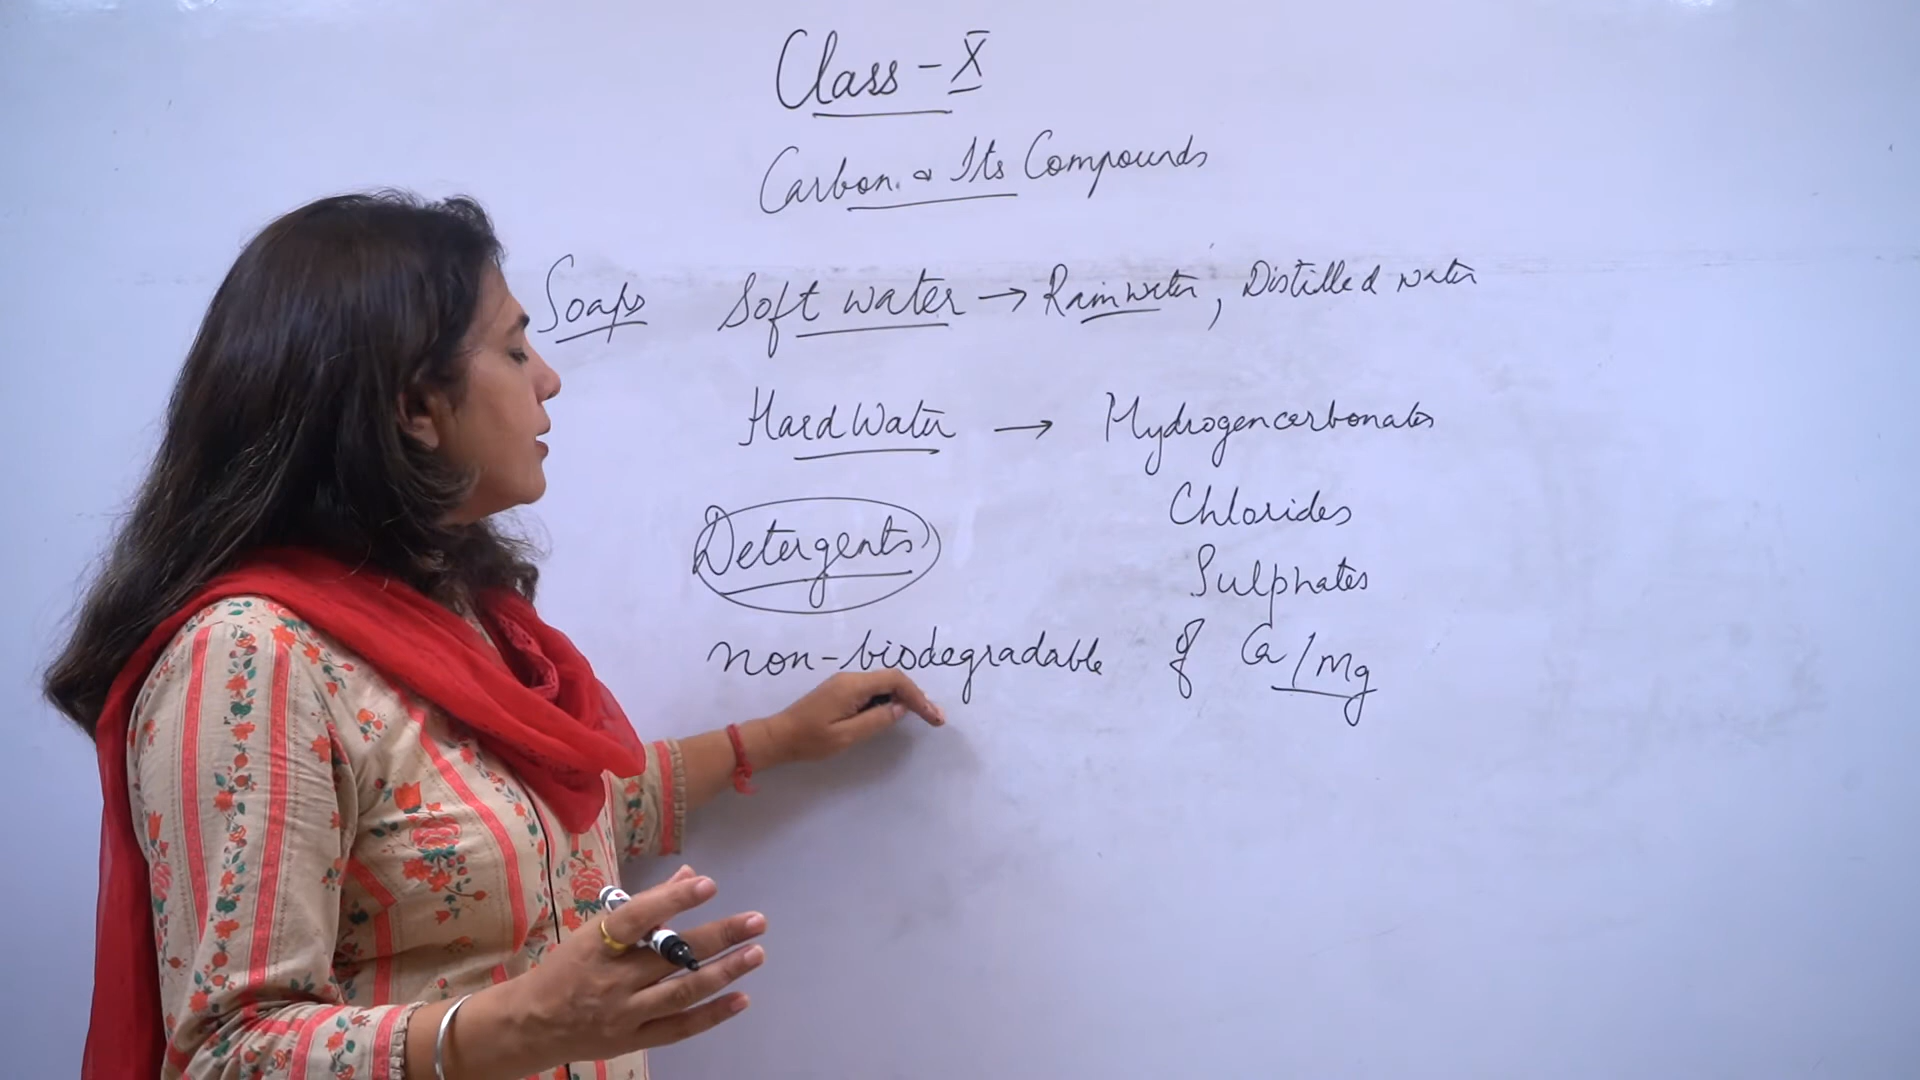 Class - X
Carbon & Its Compounds
Soaps Soft water → Rainwater, Distilled water
Hard Water → Hydrogencarbonates
Chlorides
Detergents
Sulphates
non-biodegradable of Ca/Mg